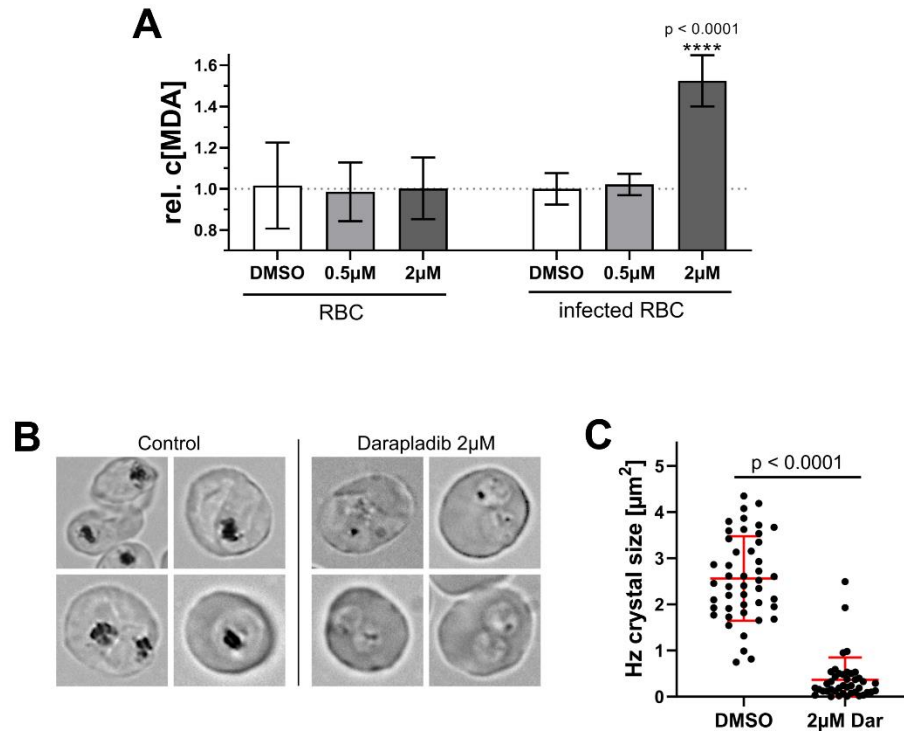 A
p < 0.0001
****
rel. c[MDA]
1.6
1.4
1.2
1.0
0.8
DMSO 0.5µM 2µM DMSO 0.5µM 2µM
RBC infected RBC
B
Control Darapladib 2µM
C
p < 0.0001
Hz crystal size [µm²]
5
4
3
2
1
0
DMSO 2µM Dar